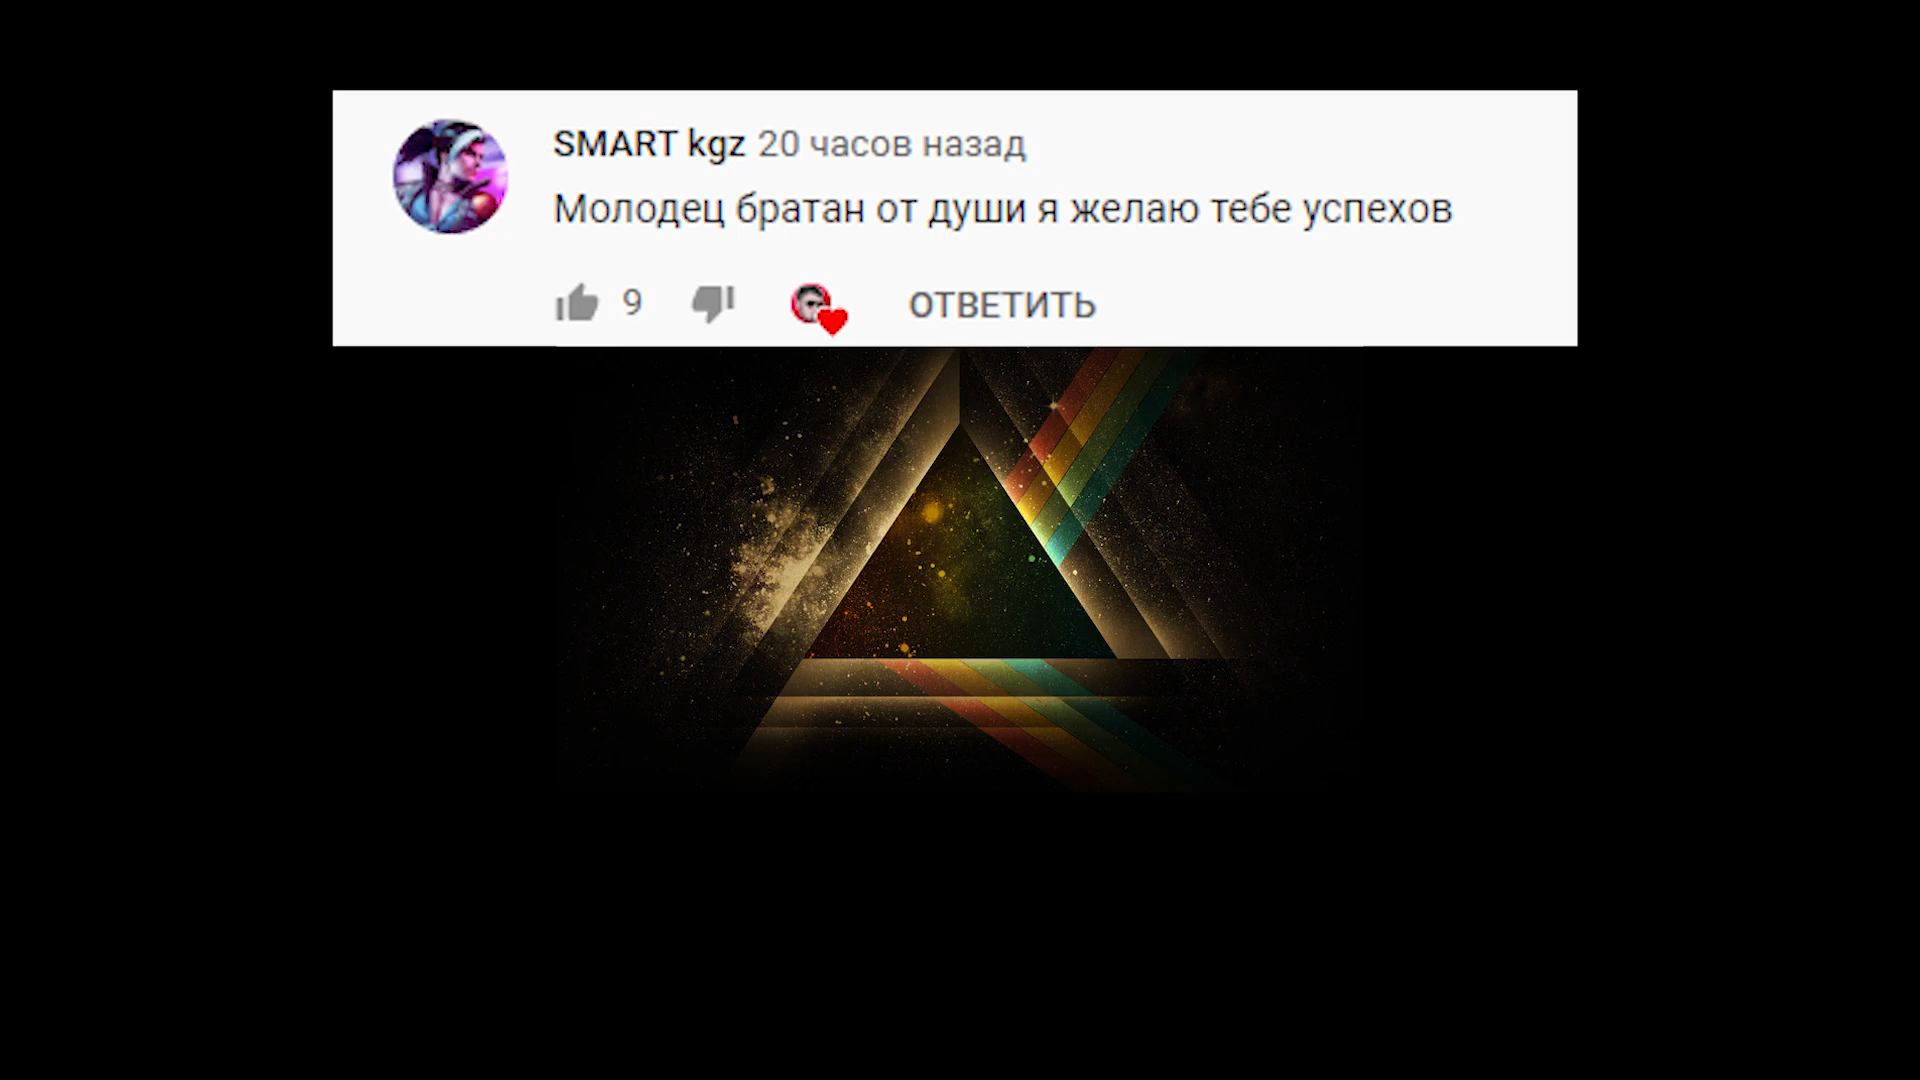 SMART kgz 20 часов назад
Молодец братан от души я желаю тебе успехов
9 ОТВЕТИТЬ